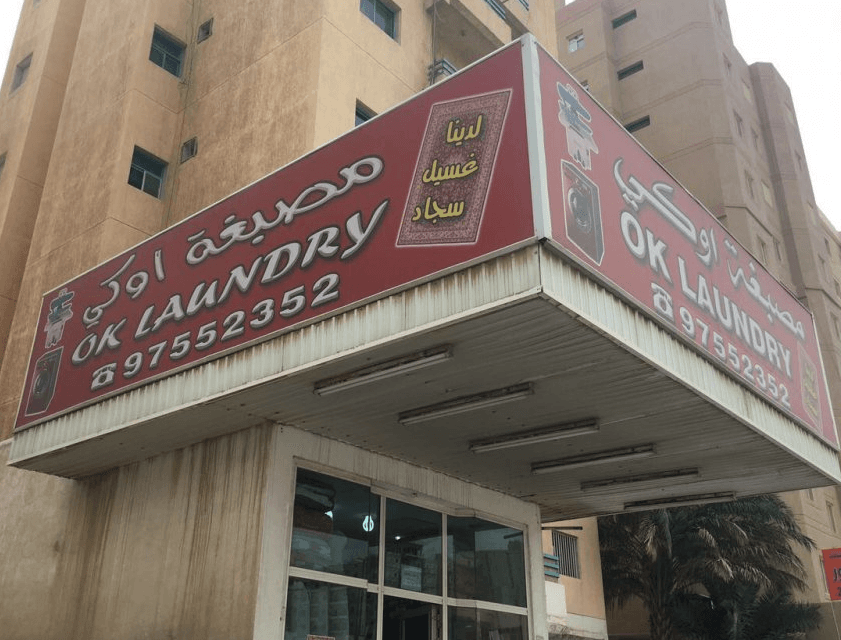 مصبغة اوكي
OK LAUNDRY
☎97552352
لدينا
غسيل
سجاد
مصبغة اوكي
OK LAUNDRY
☎97552352